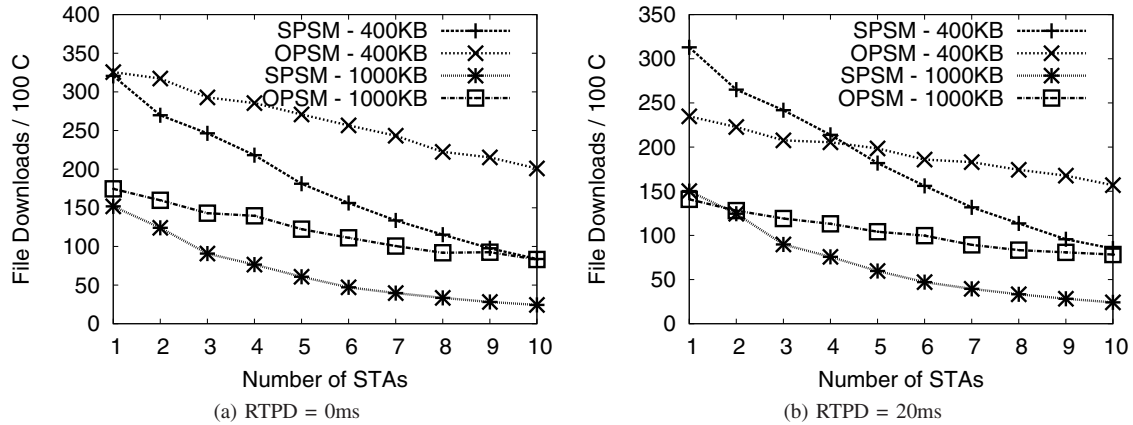 400
350
300
250
200
150
100
50
0
File Downloads / 100 C
SPSM - 400KB
OPSM - 400KB
SPSM - 1000KB
OPSM - 1000KB
1 2 3 4 5 6 7 8 9 10
Number of STAs
(a) RTPD = 0ms
350
300
250
200
150
100
50
0
File Downloads / 100 C
SPSM - 400KB
OPSM - 400KB
SPSM - 1000KB
OPSM - 1000KB
1 2 3 4 5 6 7 8 9 10
Number of STAs
(b) RTPD = 20ms